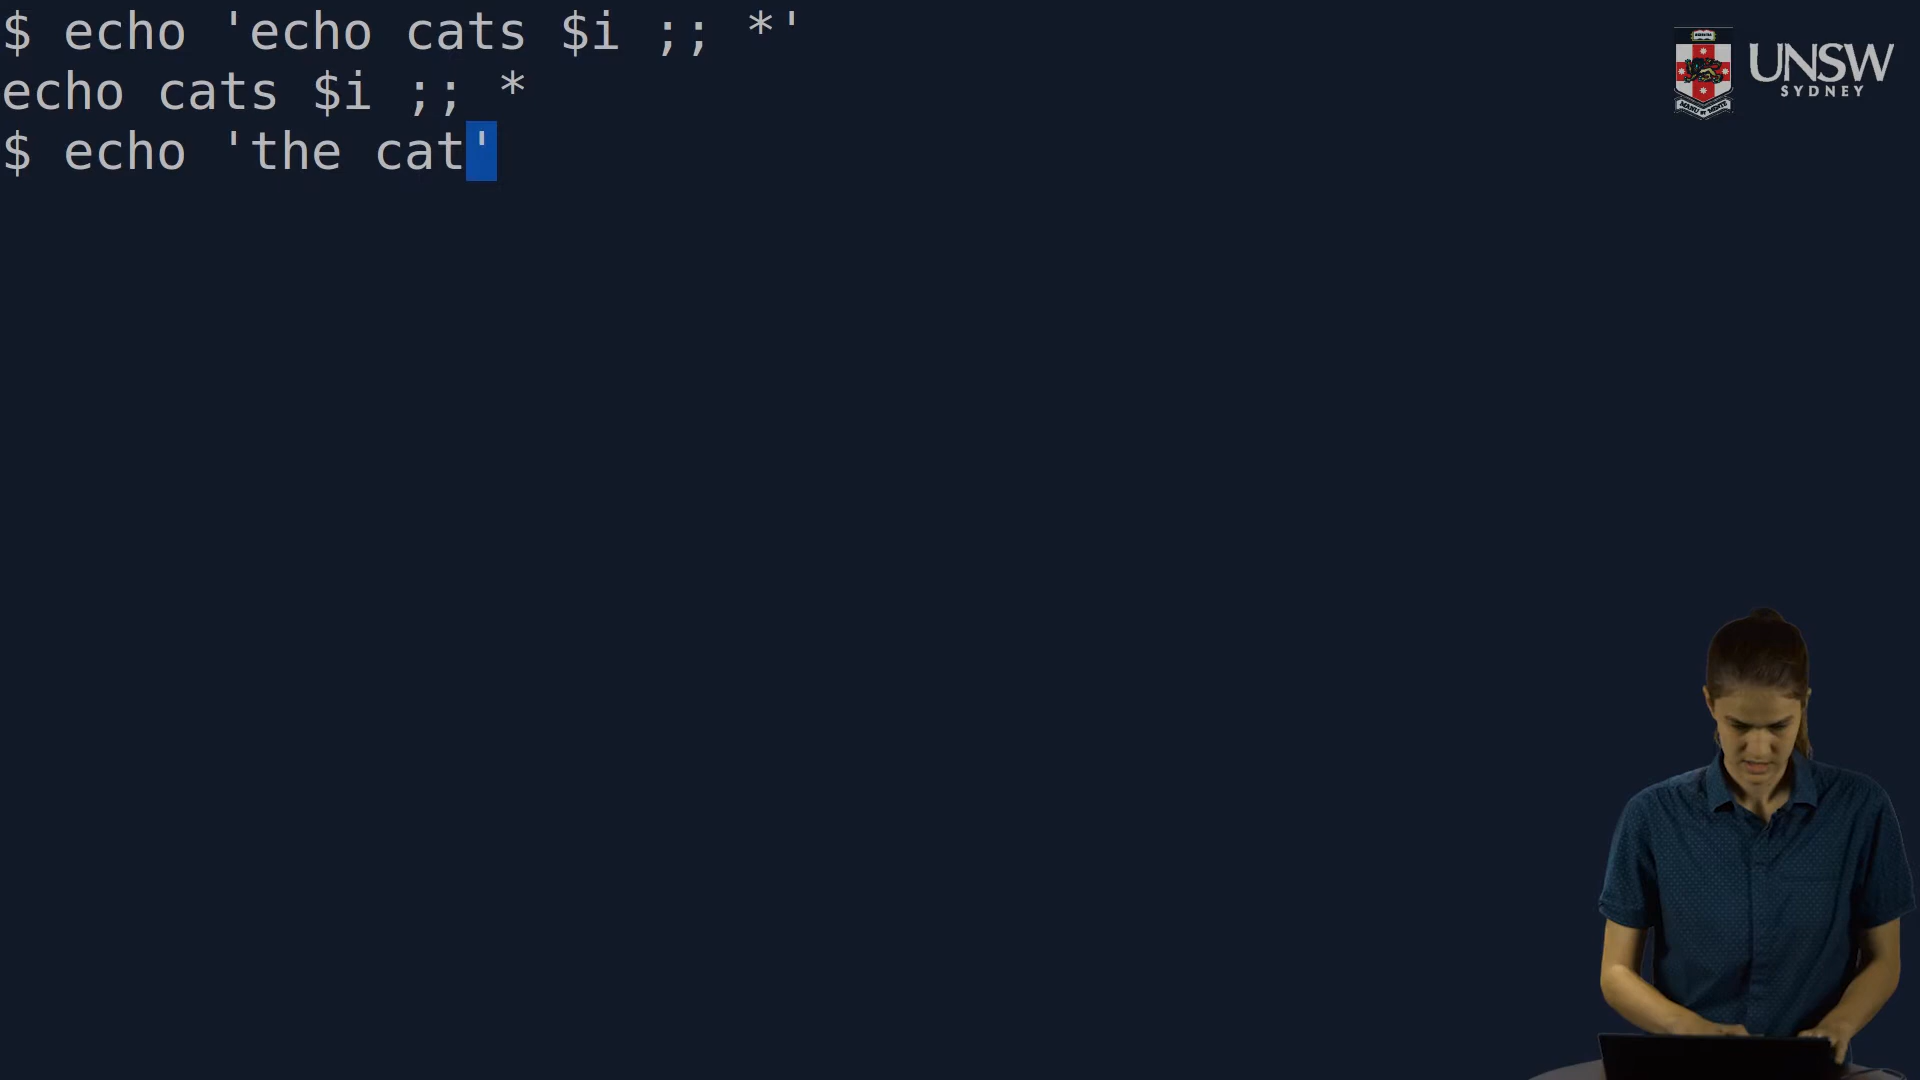 $ echo 'echo cats $i ;; *'
echo cats $i ;; *
$ echo 'the cat'
UNSW
SYDNEY